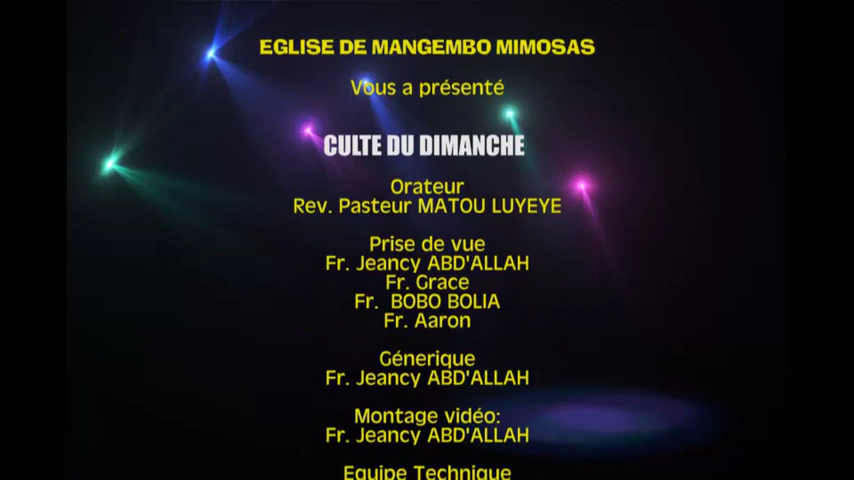 EGLISE DE MANGEMBO MIMOSAS
Vous a présenté
CULTE DU DIMANCHE
Orateur
Rev. Pasteur MATOU LUYEYE
Prise de vue
Fr. Jeancy ABD'ALLAH
Fr. Grace
Fr. BOBO BOLIA
Fr. Aaron
Génerique
Fr. Jeancy ABD'ALLAH
Montage vidéo:
Fr. Jeancy ABD'ALLAH
Equipe Technique